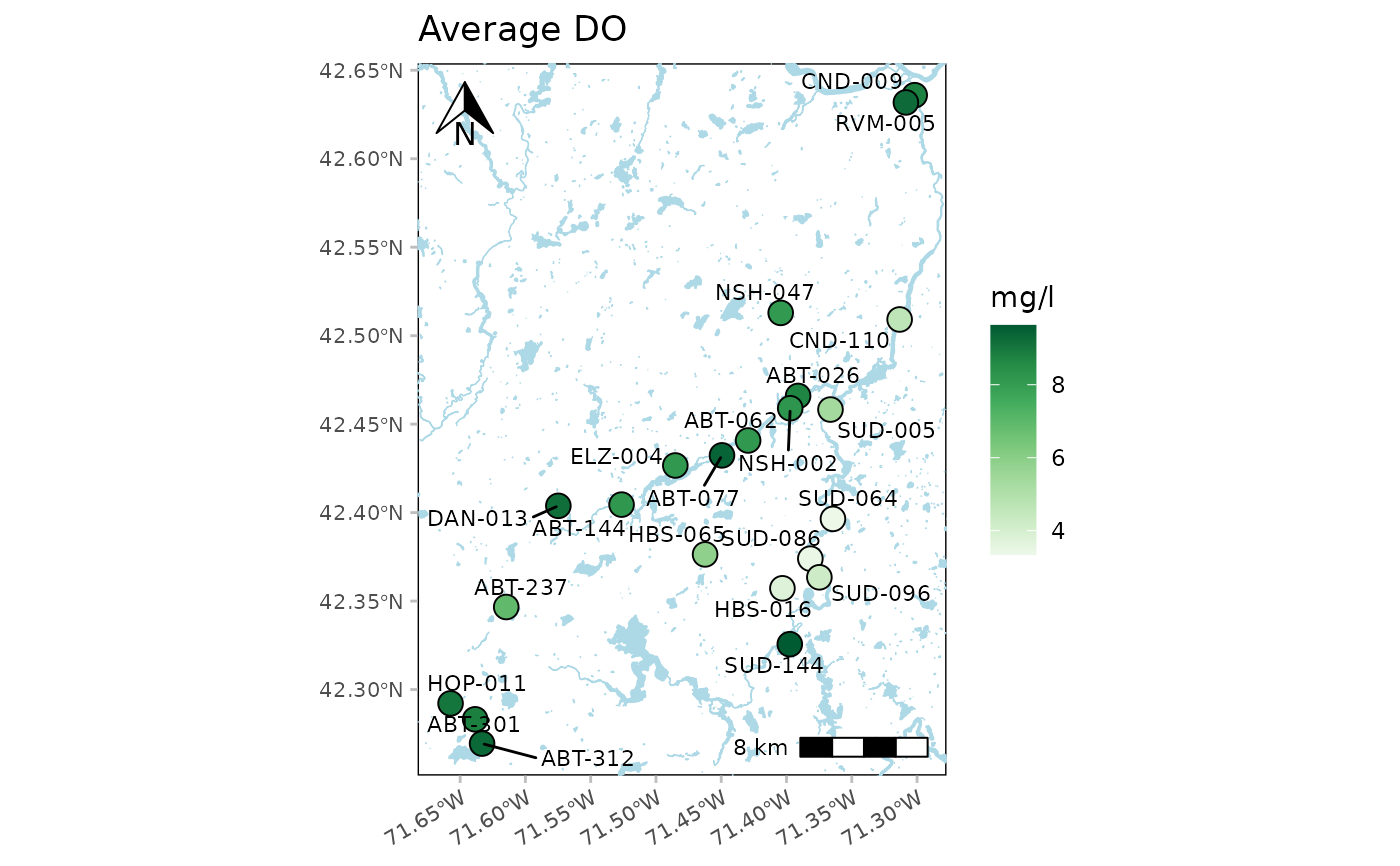 Average DO
42.65°N
42.60°N
42.55°N
42.50°N
42.45°N
42.40°N
42.35°N
42.30°N
N
CND-009
RVM-005
NSH-047
CND-110
ABT-026
ABT-062
SUD-005
ELZ-004
NSH-002
ABT-077
SUD-064
DAN-013
ABT-144
HBS-065
SUD-086
ABT-237
SUD-096
HBS-016
SUD-144
HOP-011
ABT-301
ABT-312
8 km
71.65°W
71.60°W
71.55°W
71.50°W
71.45°W
71.40°W
71.35°W
71.30°W
mg/l
8
6
4